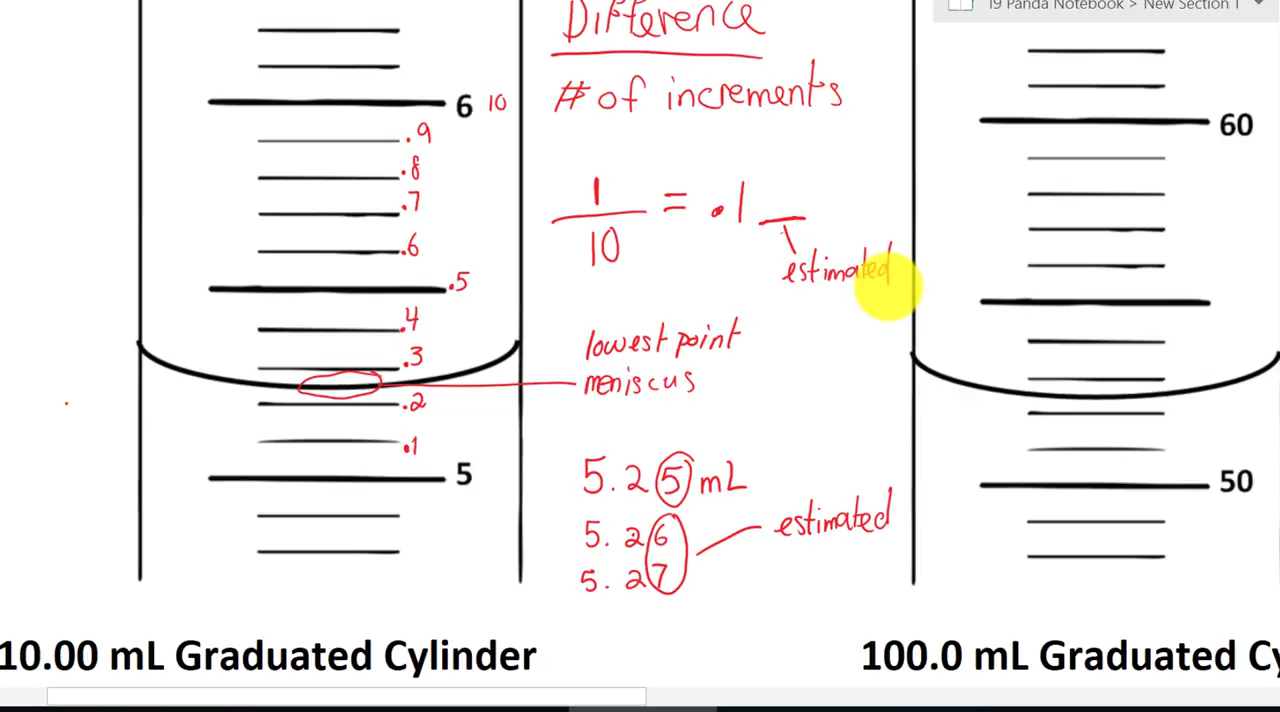 19 Panda Notebook > New Section 1
Difference
# of increments
6 10
.9
.8
.7
.6
.5
.4
.3
.2
.1
5
1
10
= .1 _
estimated
lowest point
meniscus
5.25 mL
5.26
5.27
estimated
60
50
10.00 mL Graduated Cylinder
100.0 mL Graduated Cy